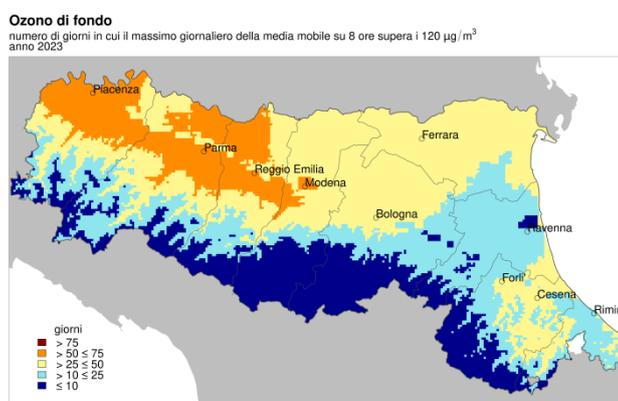 Ozono di fondo
numero di giorni in cui il massimo giornaliero della media mobile su 8 ore supera i 120 µg/m³
anno 2023
Piacenza
Parma
Ferrara
Reggio Emilia
Modena
Bologna
Ravenna
Forlì
Cesena
Rimin
giorni
> 75
> 50 ≤ 75
> 25 ≤ 50
> 10 ≤ 25
≤ 10